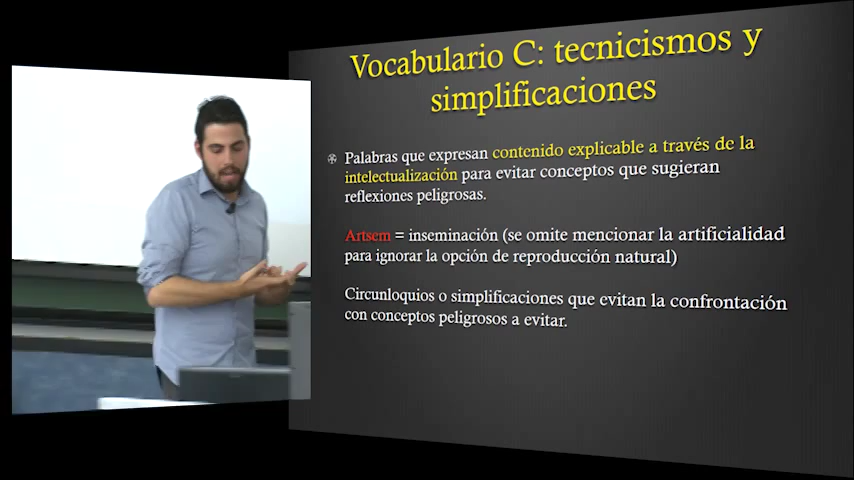 Vocabulario C: tecnicismos y
simplificaciones
Palabras que expresan contenido explicable a través de la
intelectualización para evitar conceptos que sugieran
reflexiones peligrosas.
Artsem = inseminación (se omite mencionar la artificialidad
para ignorar la opción de reproducción natural)
Circunloquios o simplificaciones que evitan la confrontación
con conceptos peligrosos a evitar.